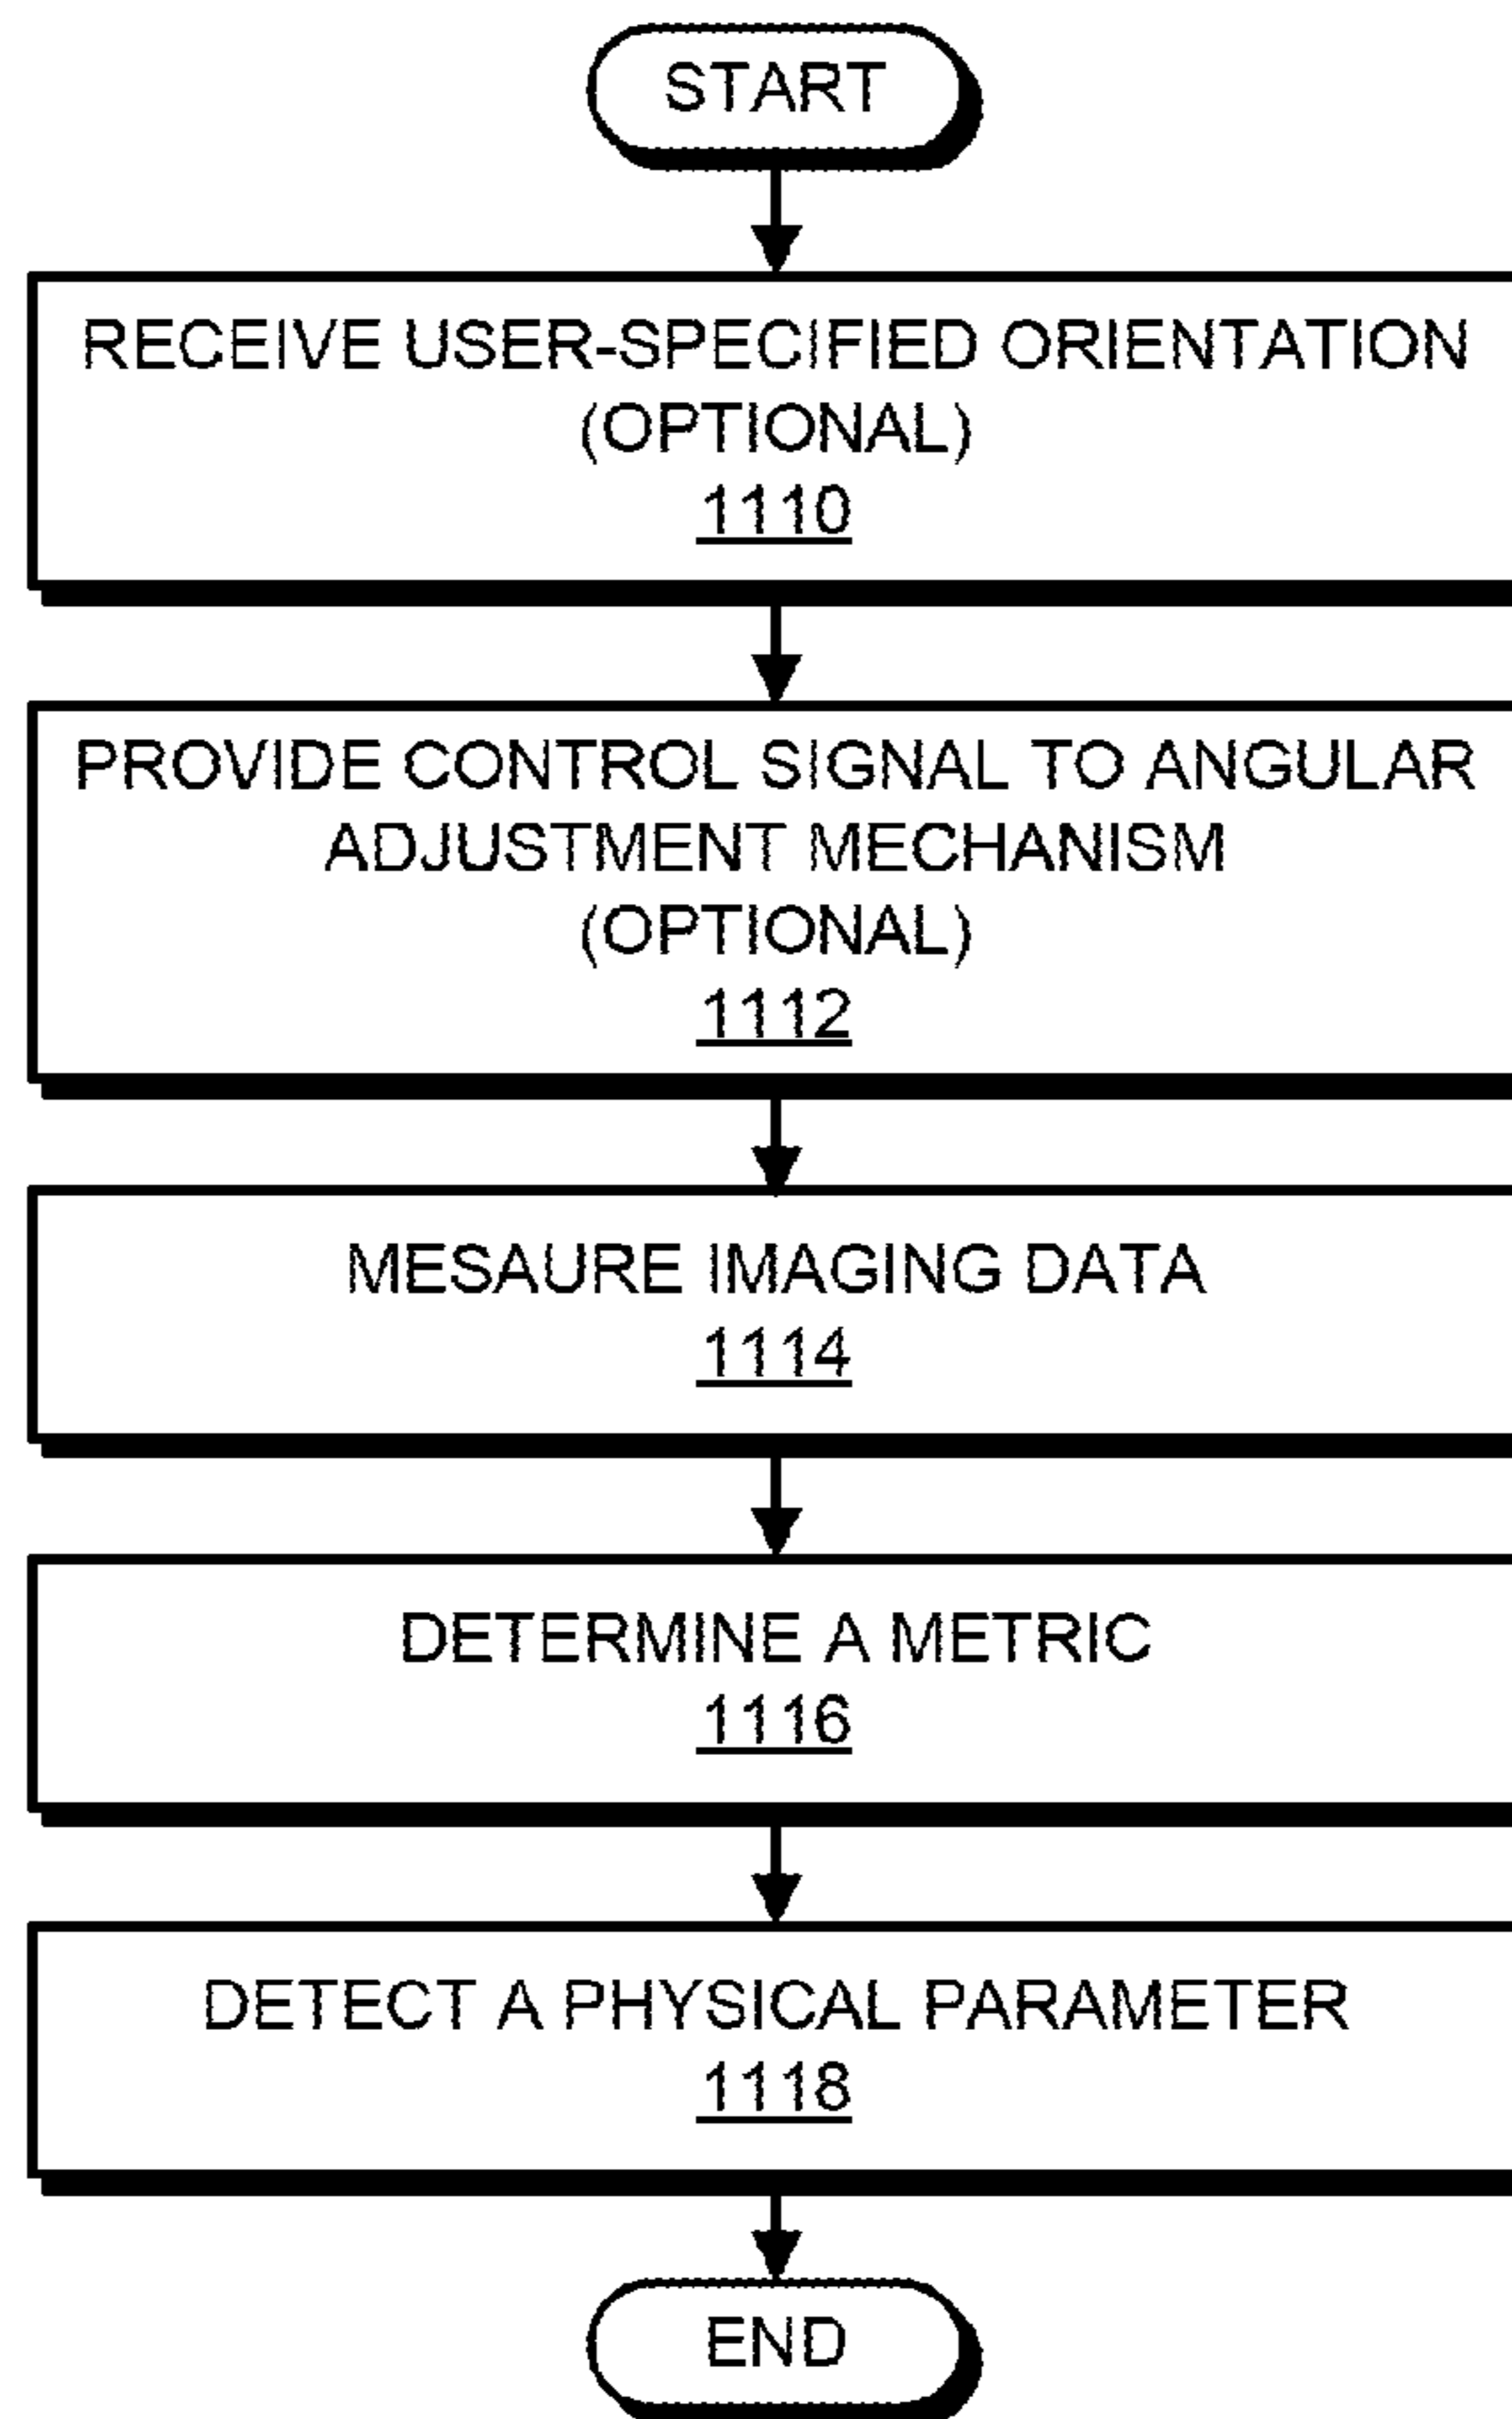 START
RECEIVE USER-SPECIFIED ORIENTATION
(OPTIONAL)
1110
PROVIDE CONTROL SIGNAL TO ANGULAR
ADJUSTMENT MECHANISM
(OPTIONAL)
1112
MESAURE IMAGING DATA
1114
DETERMINE A METRIC
1116
DETECT A PHYSICAL PARAMETER
1118
END